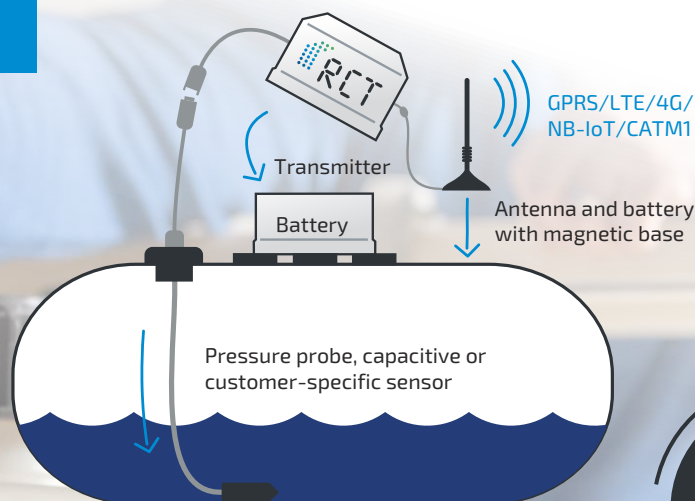 RCT
GPRS/LTE/4G/
NB-IoT/CATM1
Transmitter
Battery
Antenna and battery
with magnetic base
Pressure probe, capacitive or
customer-specific sensor